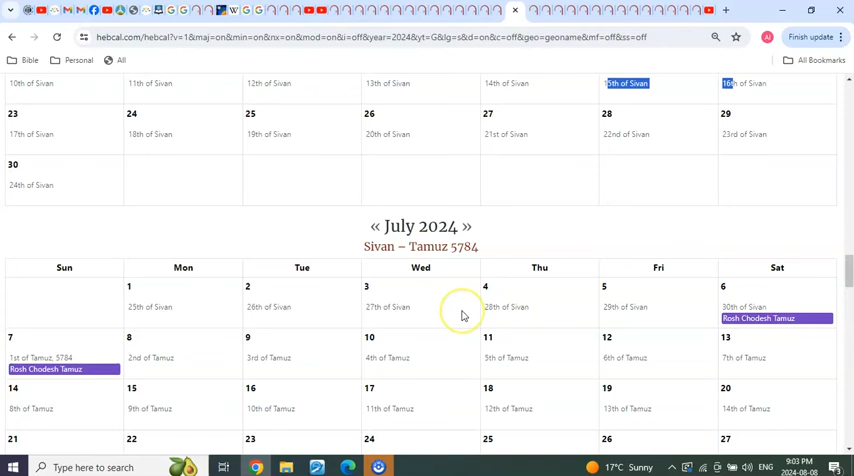 hebcal.com/hebcal?v=1&maj=on&min=on&nx=on&mod=on&i=off&year=2024&yt=G&lg=s&d=on&c=off&geo=geoname&mf=off&ss=off
AI
Finish update
Bible
Personal
All
All Bookmarks
10th of Sivan 11th of Sivan 12th of Sivan 13th of Sivan 14th of Sivan 15th of Sivan 16th of Sivan
23 24 25 26 27 28 29
17th of Sivan 18th of Sivan 19th of Sivan 20th of Sivan 21st of Sivan 22nd of Sivan 23rd of Sivan
30
24th of Sivan
« July 2024 »
Sivan – Tamuz 5784
Sun Mon Tue Wed Thu Fri Sat
1 2 3 4 5 6
25th of Sivan 26th of Sivan 27th of Sivan 28th of Sivan 29th of Sivan 30th of Sivan
Rosh Chodesh Tamuz
7 8 9 10 11 12 13
1st of Tamuz, 5784 2nd of Tamuz 3rd of Tamuz 4th of Tamuz 5th of Tamuz 6th of Tamuz 7th of Tamuz
Rosh Chodesh Tamuz
14 15 16 17 18 19 20
8th of Tamuz 9th of Tamuz 10th of Tamuz 11th of Tamuz 12th of Tamuz 13th of Tamuz 14th of Tamuz
21 22 23 24 25 26 27
Type here to search
17°C Sunny
ENG
9:03 PM
2024-08-08